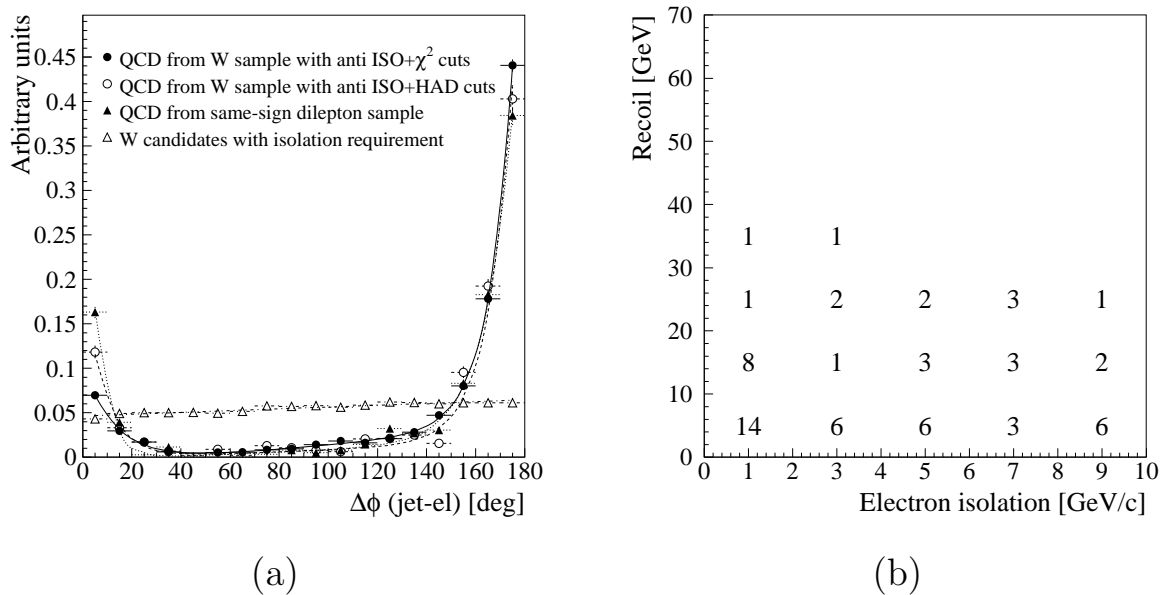 Arbitrary units
0.45
0.4
0.35
0.3
0.25
0.2
0.15
0.1
0.05
0
QCD from W sample with anti ISO+χ² cuts
QCD from W sample with anti ISO+HAD cuts
QCD from same-sign dilepton sample
W candidates with isolation requirement
0 20 40 60 80 100 120 140 160 180
Δϕ (jet-el) [deg]
(a)
Recoil [GeV]
70
60
50
40
30
20
10
0
1 1
1 2 2 3 1
8 1 3 3 2
14 6 6 3 6
0 1 2 3 4 5 6 7 8 9 10
Electron isolation [GeV/c]
(b)